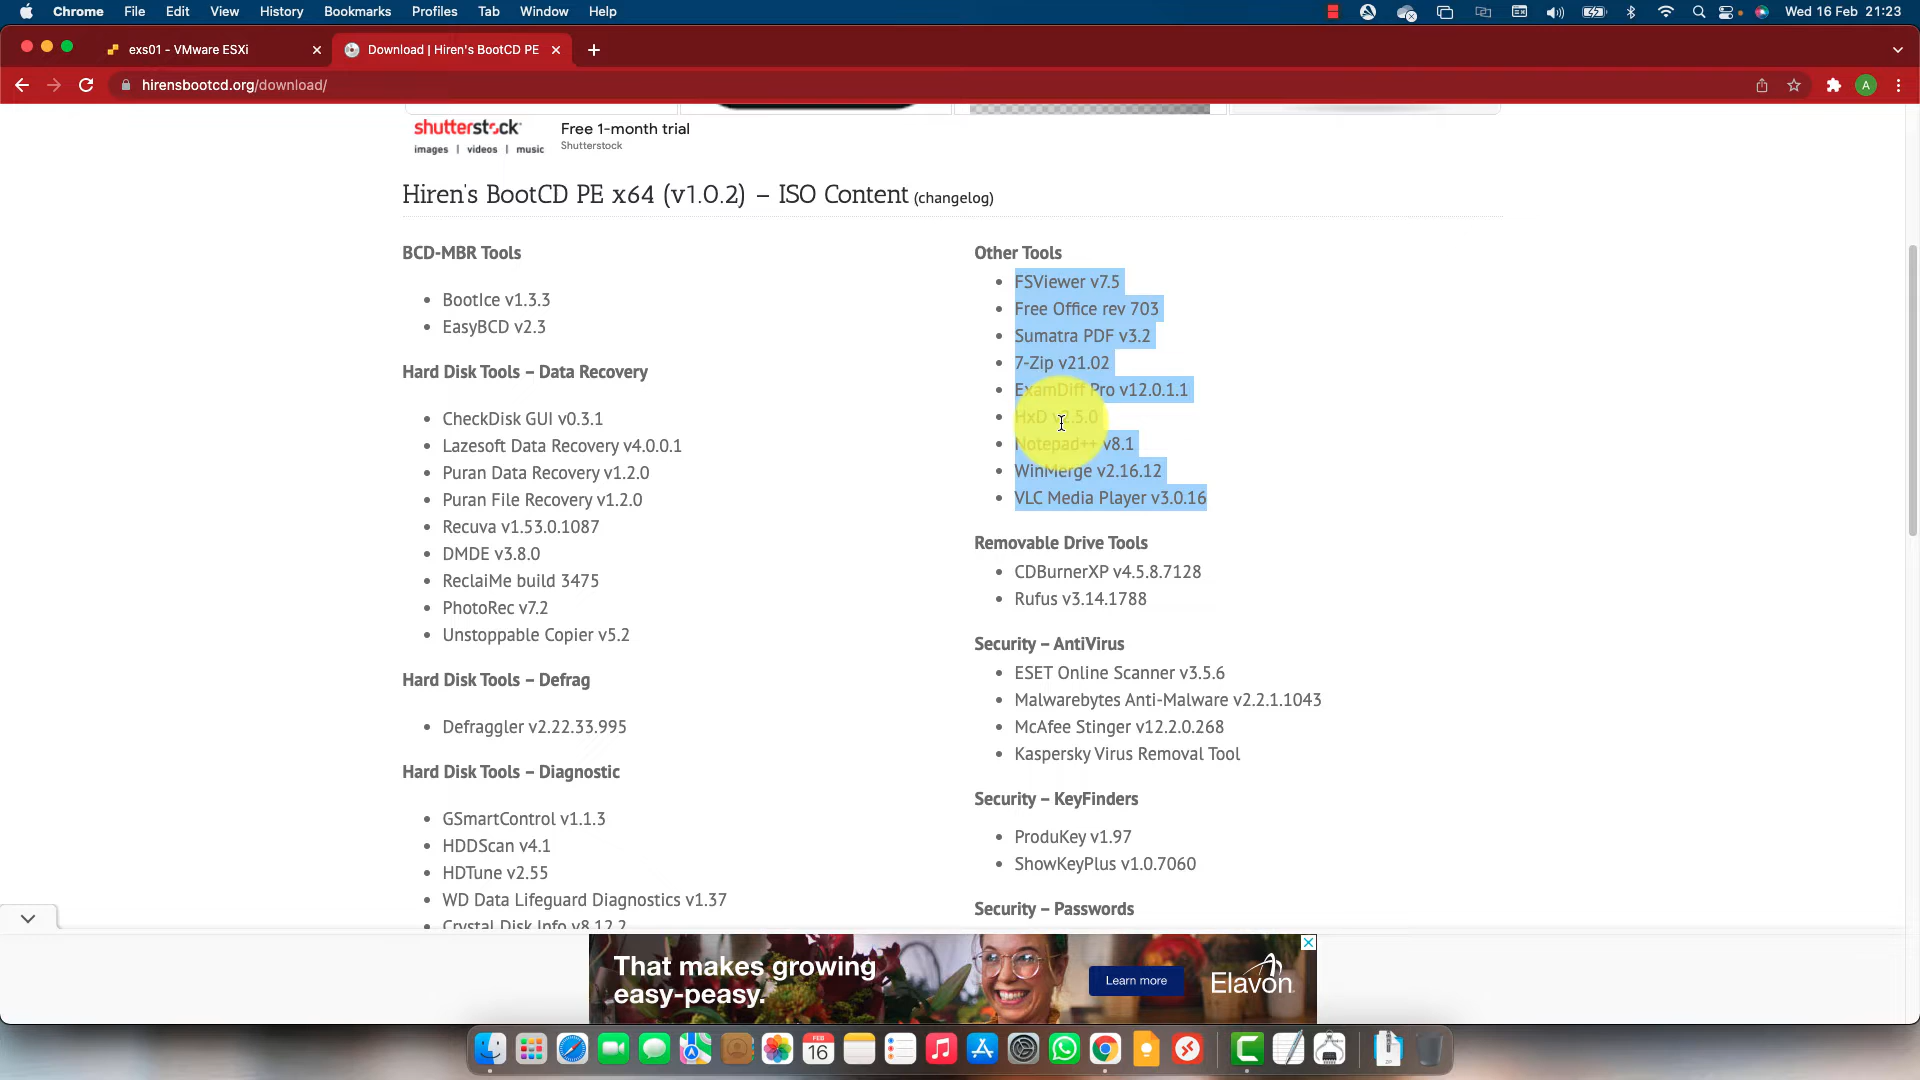 Chrome File Edit View History Bookmarks Profiles Tab Window Help Wed 16 Feb 21:23
exs01 - VMware ESXi Download | Hiren's BootCD PE
hirensbootcd.org/download/ A
shutterstock Free 1-month trial
images | videos | music Shutterstock
Hiren's BootCD PE x64 (v1.0.2) – ISO Content (changelog)
BCD-MBR Tools
BootIce v1.3.3
EasyBCD v2.3
Hard Disk Tools – Data Recovery
CheckDisk GUI v0.3.1
Lazesoft Data Recovery v4.0.0.1
Puran Data Recovery v1.2.0
Puran File Recovery v1.2.0
Recuva v1.53.0.1087
DMDE v3.8.0
ReclaiMe build 3475
PhotoRec v7.2
Unstoppable Copier v5.2
Hard Disk Tools – Defrag
Defraggler v2.22.33.995
Hard Disk Tools – Diagnostic
GSmartControl v1.1.3
HDDScan v4.1
HDTune v2.55
WD Data Lifeguard Diagnostics v1.37
Crystal Disk Info v8.12.2
Other Tools
FSViewer v7.5
Free Office rev 703
Sumatra PDF v3.2
7-Zip v21.02
ExamDiff Pro v12.0.1.1
HxD v2.5.0
Notepad++ v8.1
WinMerge v2.16.12
VLC Media Player v3.0.16
Removable Drive Tools
CDBurnerXP v4.5.8.7128
Rufus v3.14.1788
Security – AntiVirus
ESET Online Scanner v3.5.6
Malwarebytes Anti-Malware v2.2.1.1043
McAfee Stinger v12.2.0.268
Kaspersky Virus Removal Tool
Security – KeyFinders
ProduKey v1.97
ShowKeyPlus v1.0.7060
Security – Passwords
That makes growing
easy-peasy.
Learn more
Elavon
FEB
16